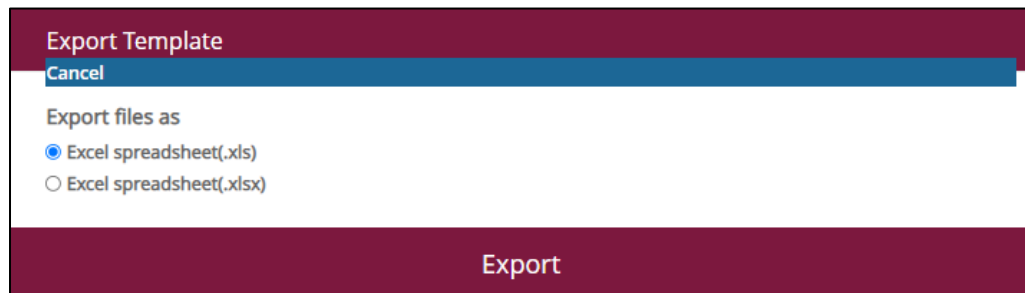 Export Template
Cancel
Export files as
Excel spreadsheet(.xls)
Excel spreadsheet(.xlsx)
Export